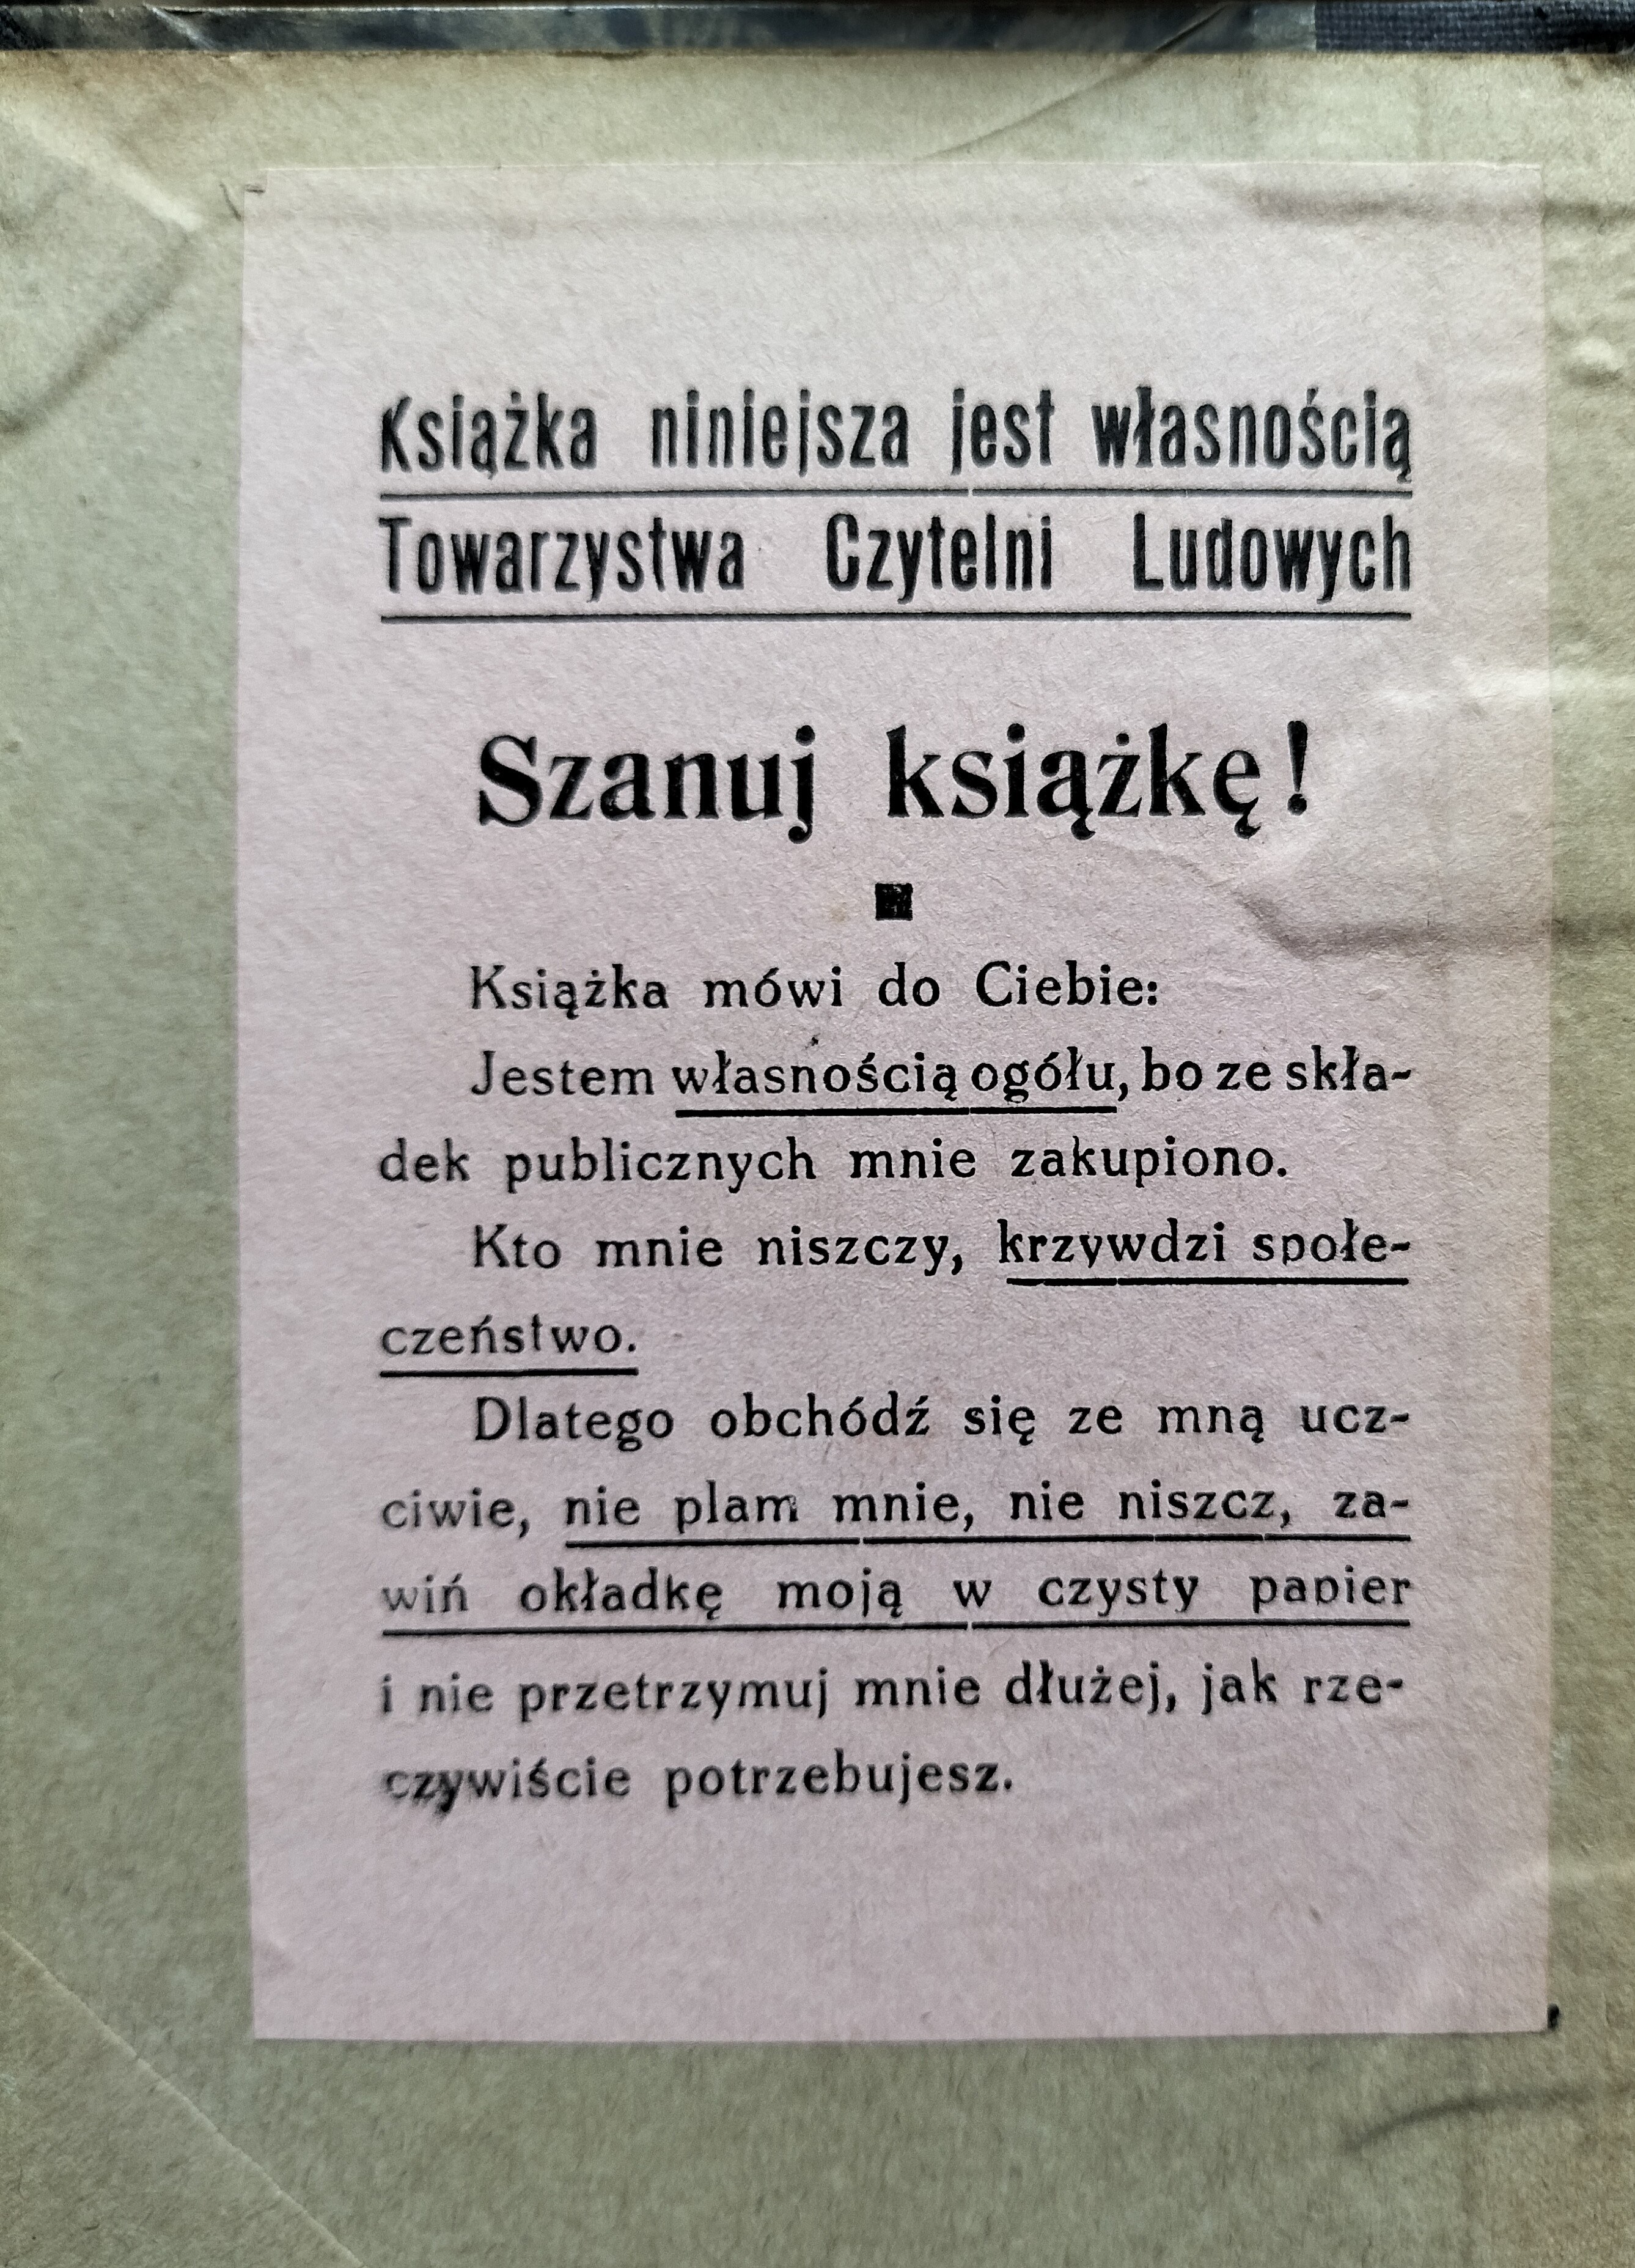 Książka niniejsza jest własnością
Towarzystwa Czytelni Ludowych
Szanuj książkę!
Książka mówi do Ciebie:
Jestem własnością ogółu, bo ze skła-
dek publicznych mnie zakupiono.
Kto mnie niszczy, krzywdzi społe-
czeństwo.
Dlatego obchódź się ze mną ucz-
ciwie, nie plam mnie, nie niszcz, za-
wiń okładkę moją w czysty papier
i nie przetrzymuj mnie dłużej, jak rze-
czywiście potrzebujesz.